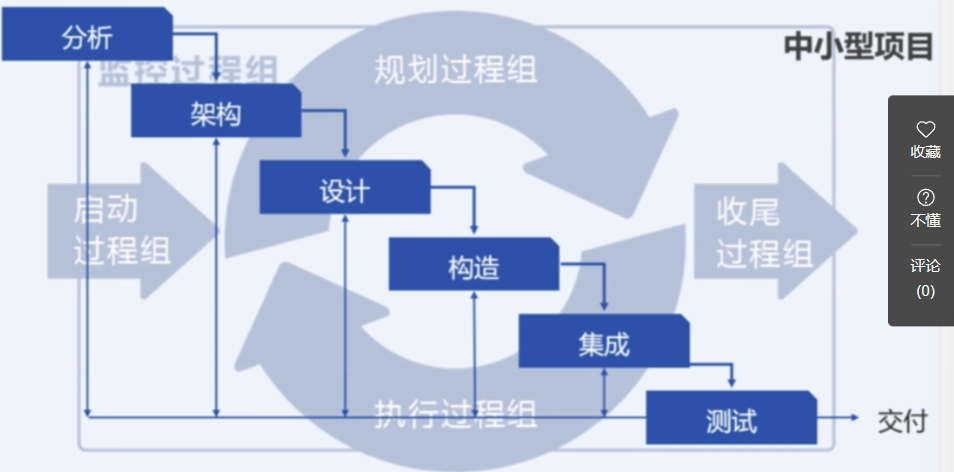 分析
中小型项目
监控过程组
规划过程组
架构
收藏
设计
不懂
启动
过程组
收尾
过程组
构造
评论
(0)
集成
执行过程组
测试
交付